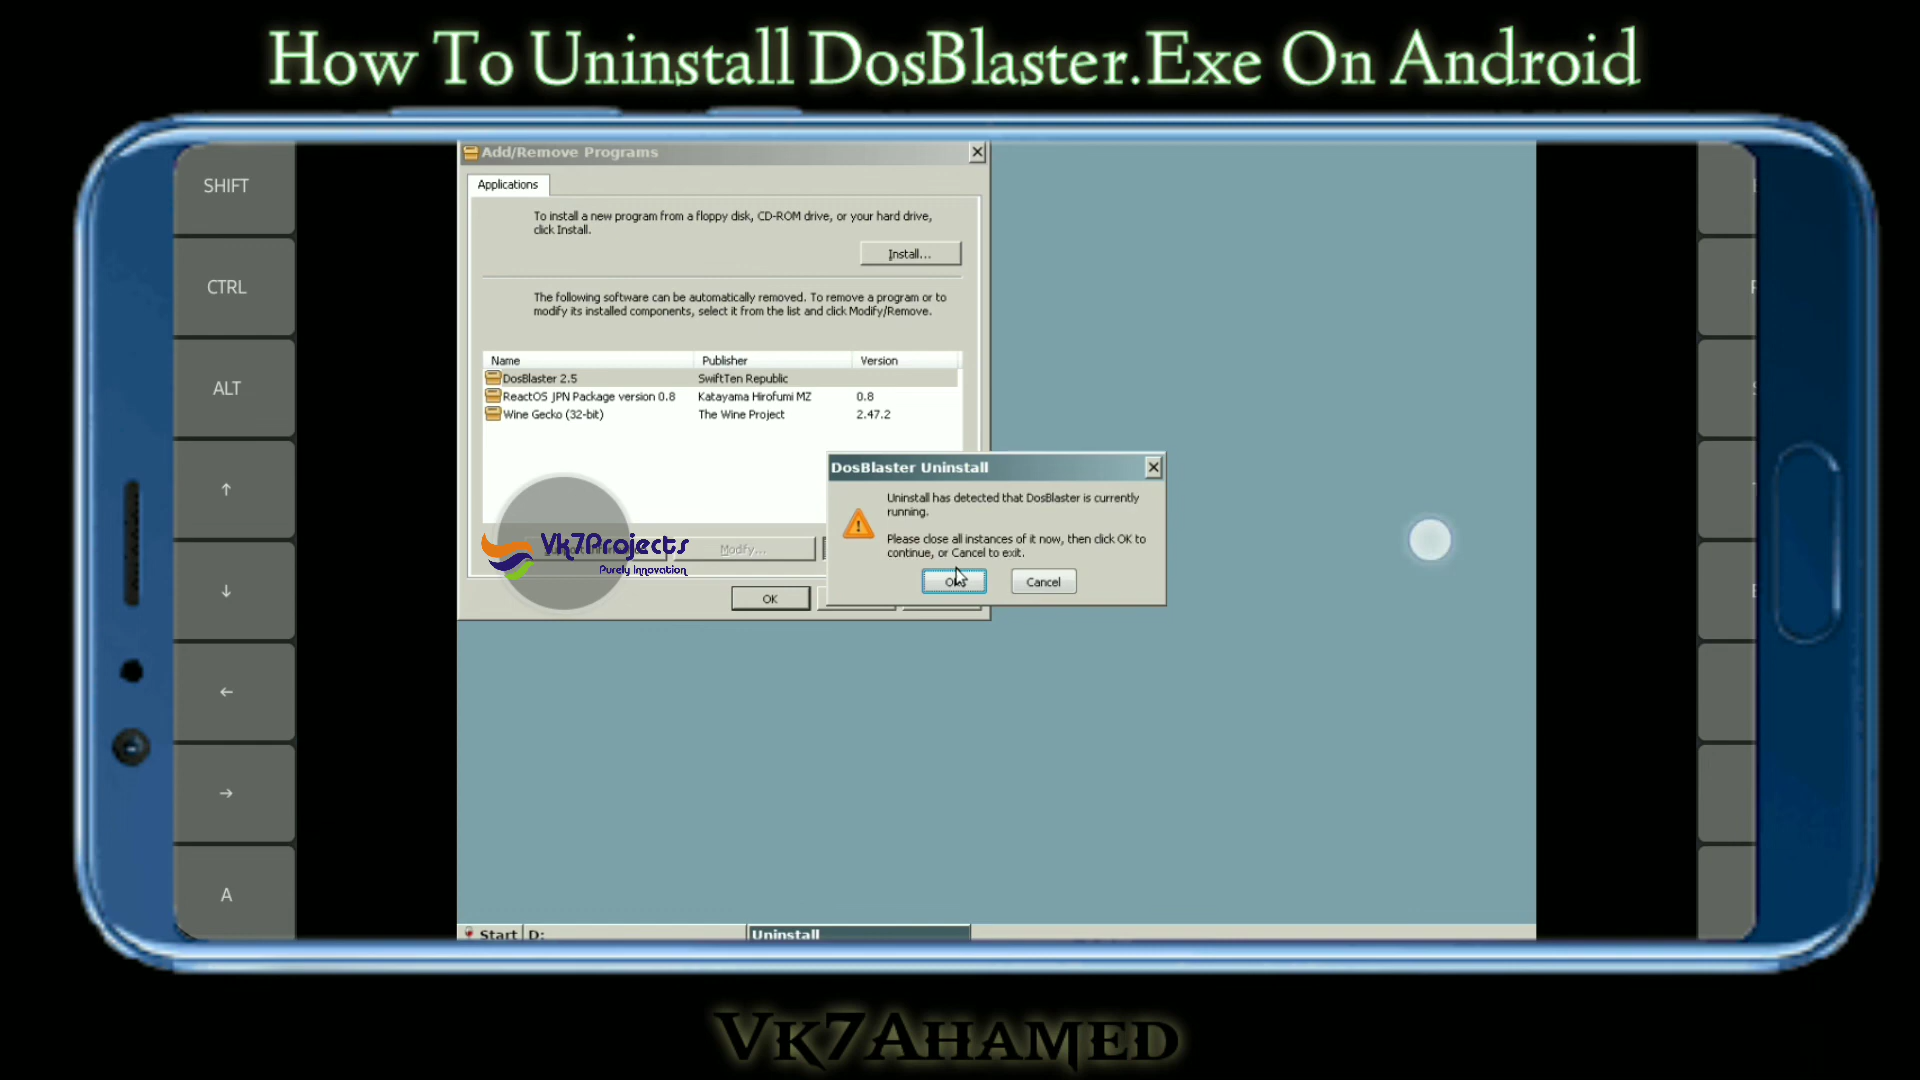 How To Uninstall DosBlaster.Exe On Android
SHIFT
CTRL
ALT
↑
↓
←
→
A
Add/Remove Programs
Applications
To install a new program from a floppy disk, CD-ROM drive, or your hard drive,
click Install.
Install...
The following software can be automatically removed. To remove a program or to
modify its installed components, select it from the list and click Modify/Remove.
Name Publisher Version
DosBlaster 2.5 SwiftTen Republic
ReactOS JPN Package version 0.8 Katayama Hirofumi MZ 0.8
Wine Gecko (32-bit) The Wine Project 2.47.2
Modify...
OK
Vk7Projects
Purely Innovation
DosBlaster Uninstall
Uninstall has detected that DosBlaster is currently
running.
Please close all instances of it now, then click OK to
continue, or Cancel to exit.
Cancel
Start D: Uninstall
Vk7Ahamed